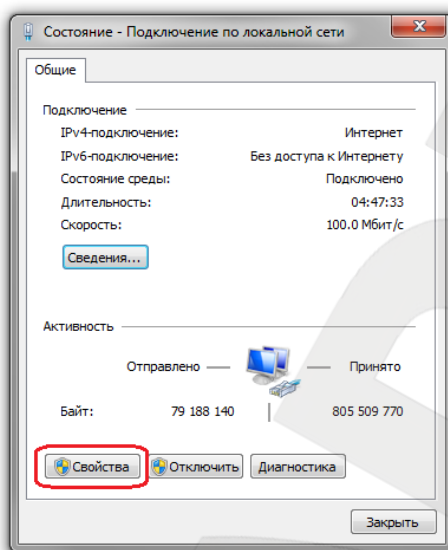 Состояние - Подключение по локальной сети
Общие
Подключение
IPv4-подключение: Интернет
IPv6-подключение: Без доступа к Интернету
Состояние среды: Подключено
Длительность: 04:47:33
Скорость: 100.0 Мбит/с
Сведения...
Активность
Отправлено — — Принято
Байт: 79 188 140 | 805 509 770
Свойства Отключить Диагностика
Закрыть